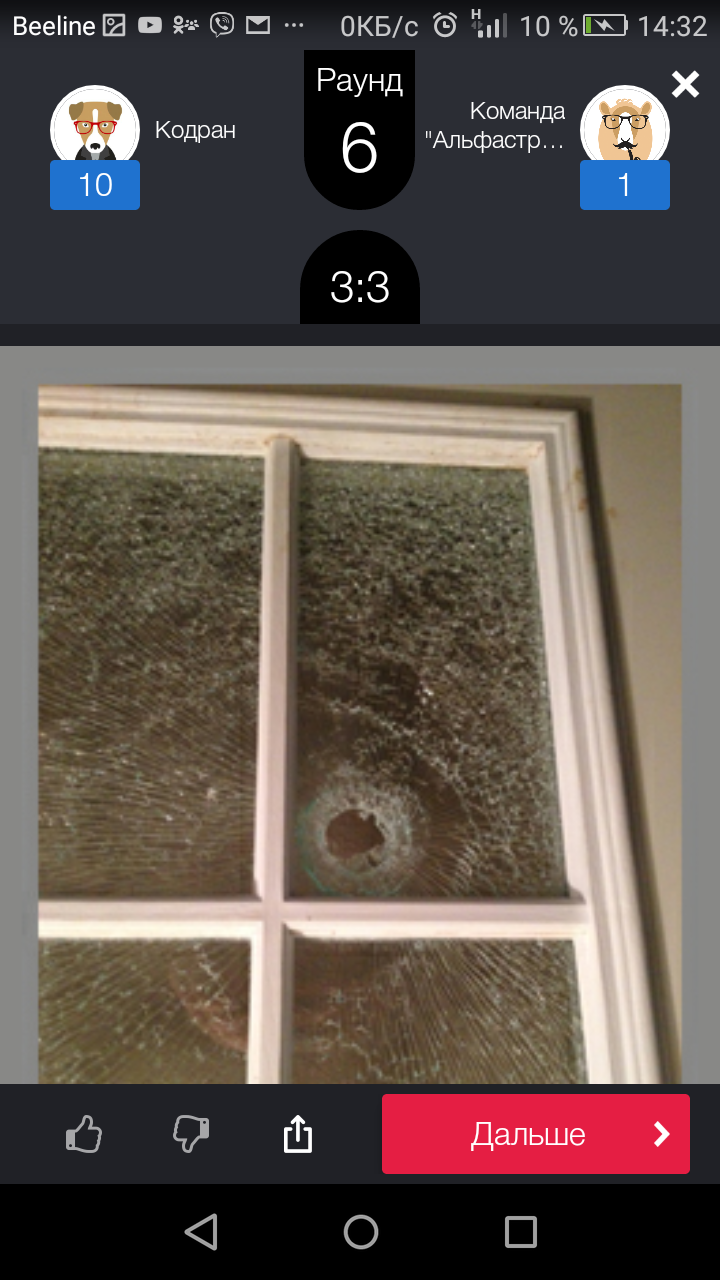 Beeline ... 0КБ/с H 10 % 14:32
Раунд
6
Кодран
10
Команда
"Альфастр...
1
3:3
Дальше